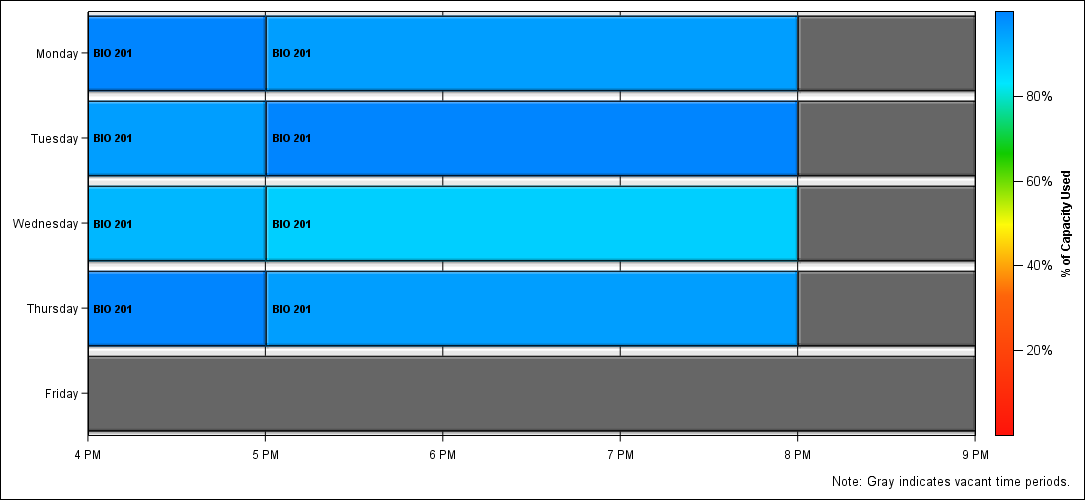 Monday
BIO 201
BIO 201
Tuesday
BIO 201
BIO 201
Wednesday
BIO 201
BIO 201
Thursday
BIO 201
BIO 201
Friday
4 PM
5 PM
6 PM
7 PM
8 PM
9 PM
80%
60%
40%
20%
% of Capacity Used
Note: Gray indicates vacant time periods.